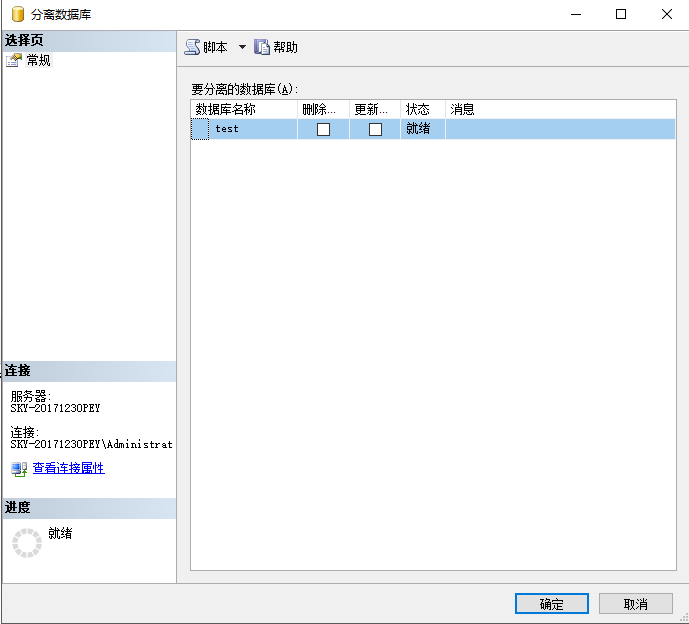 分离数据库
选择页
常规
脚本 帮助
要分离的数据库(A):
数据库名称 删除... 更新... 状态 消息
test 就绪
连接
服务器:
SKY-20171230PEY
连接:
SKY-20171230PEY\Administrat
查看连接属性
进度
就绪
确定 取消